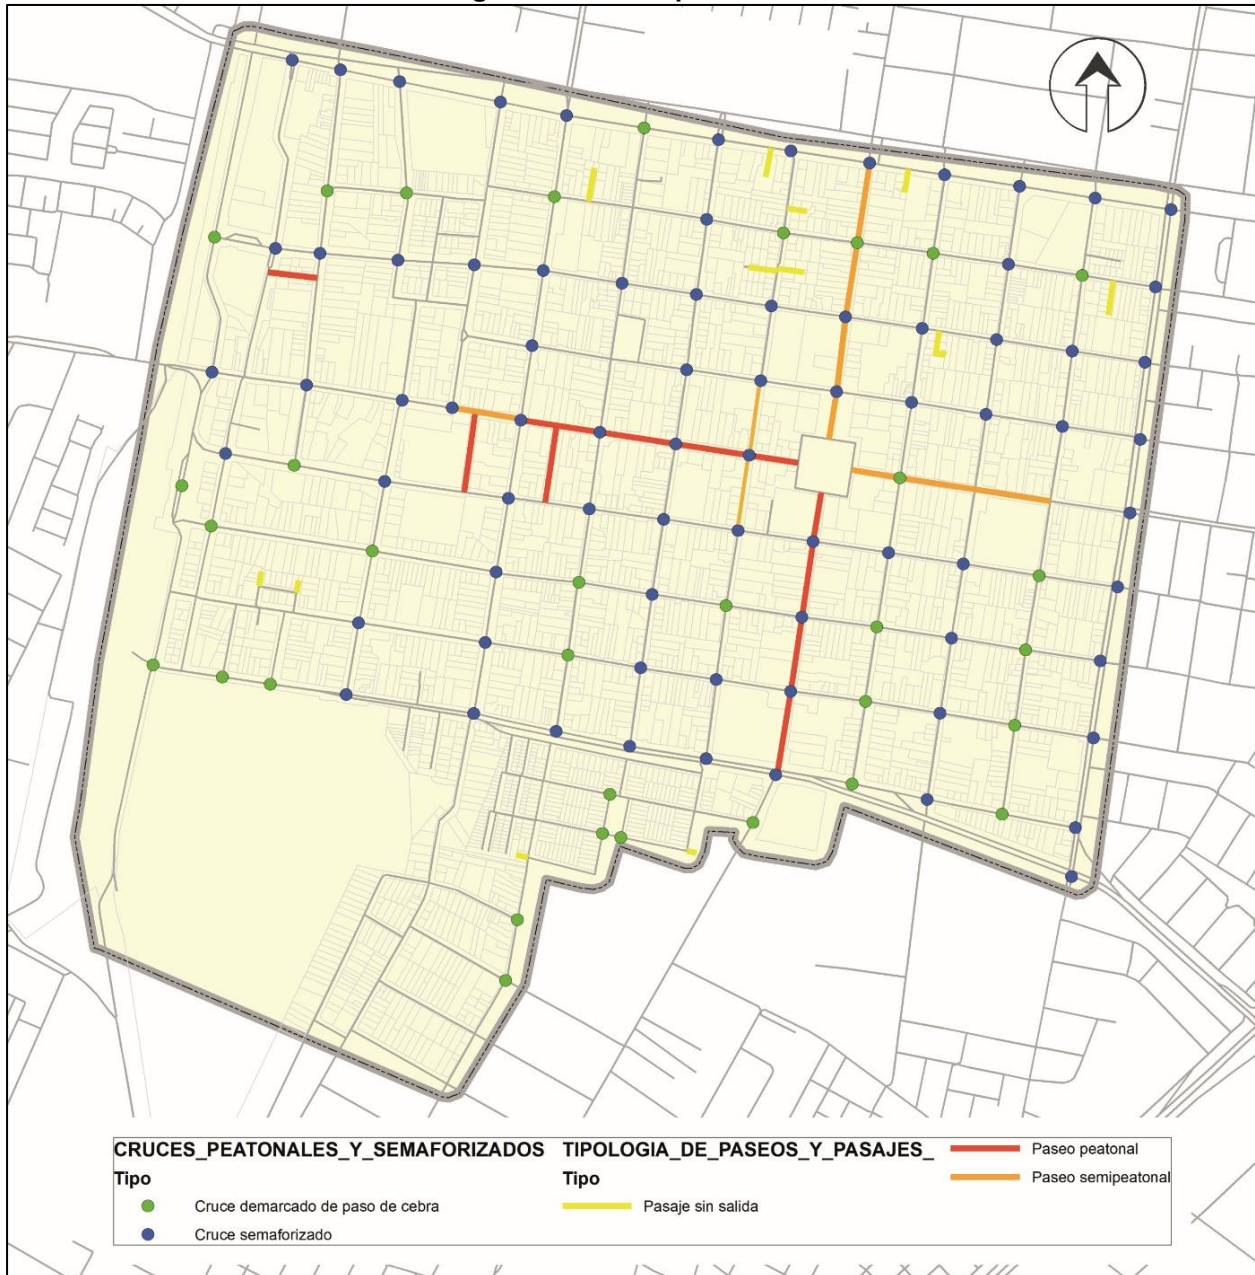 CRUCES_PEATONALES_Y_SEMAFORIZADOS
Tipo
Cruce demarcado de paso de cebra
Cruce semaforizado
TIPOLOGIA_DE_PASEOS_Y_PASAJES_
Tipo
Pasaje sin salida
Paseo peatonal
Paseo semipeatonal